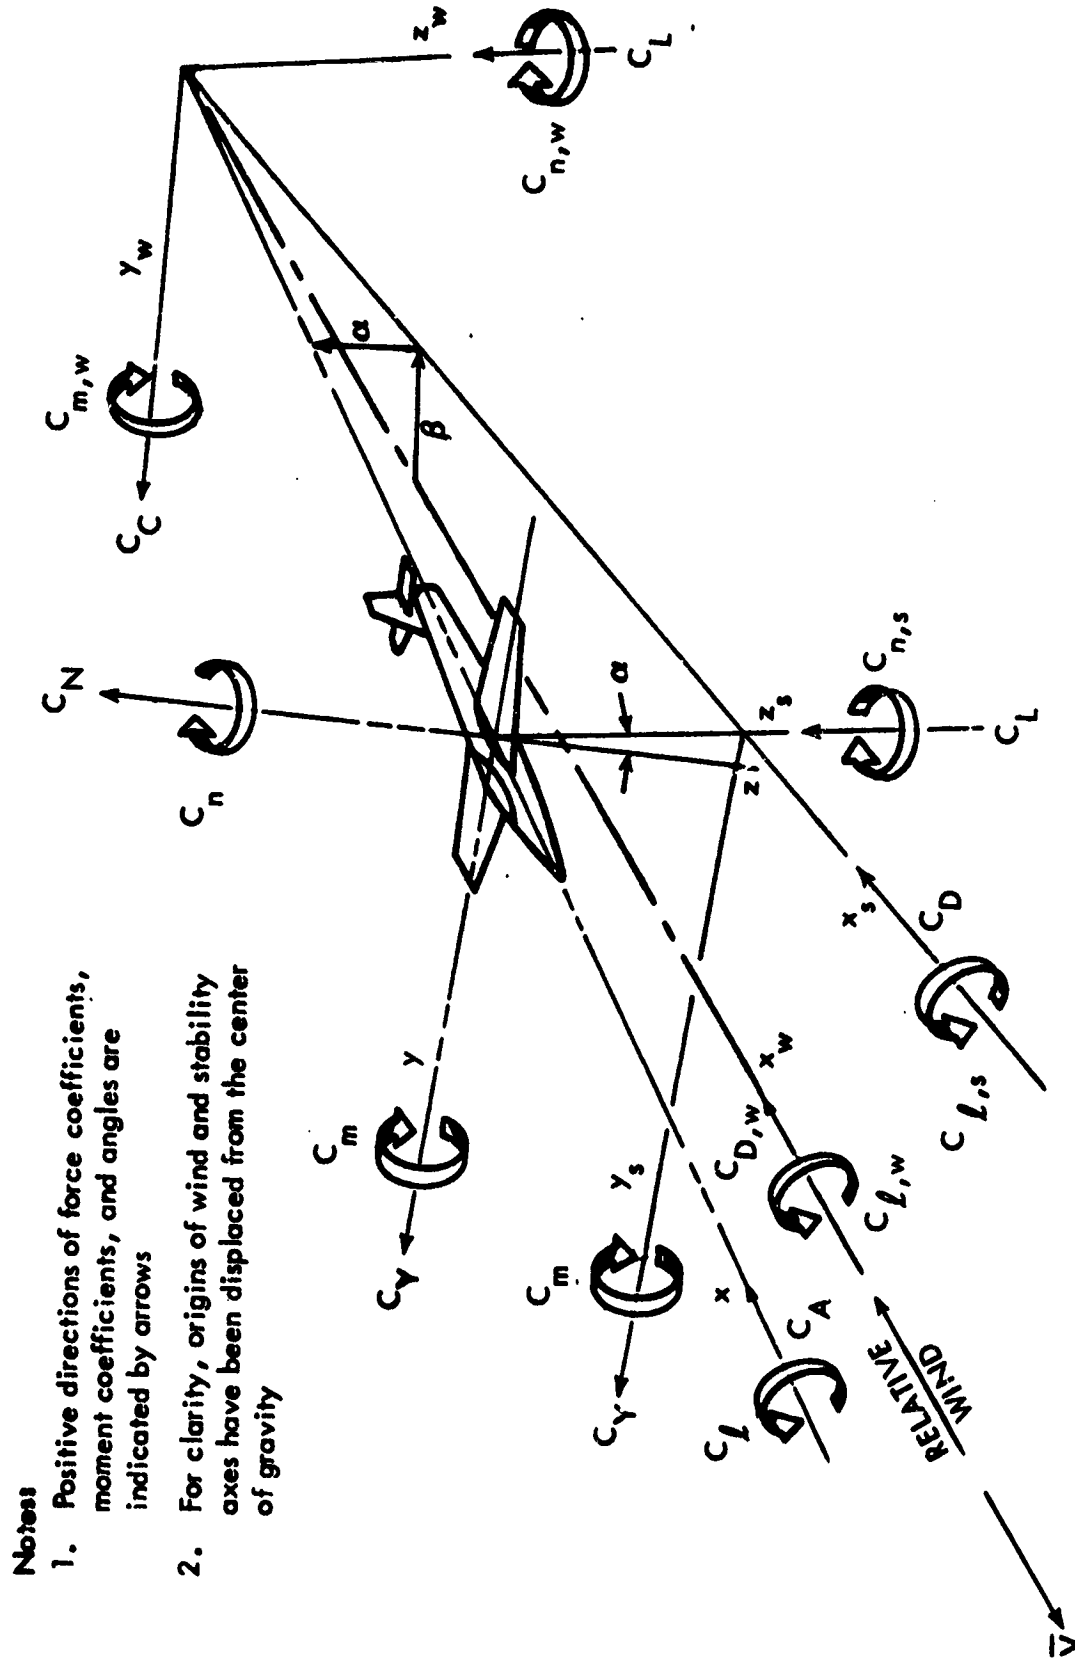 Notes:
1. Positive directions of force coefficients,
moment coefficients, and angles are
indicated by arrows
2. For clarity, origins of wind and stability
axes have been displaced from the center
of gravity
C_N
C_n
C_C
C_m,w
y_w
z_w
C_n,w
C_L
α
β
C_m
y
C_Y
α
z
z_s
C_n,s
C_L
C_m
y_s
C_Y
x_s
C_D
C_ℓ,s
x_w
C_D,w
C_ℓ,w
x
C_A
C_ℓ
RELATIVE
WIND
V̅